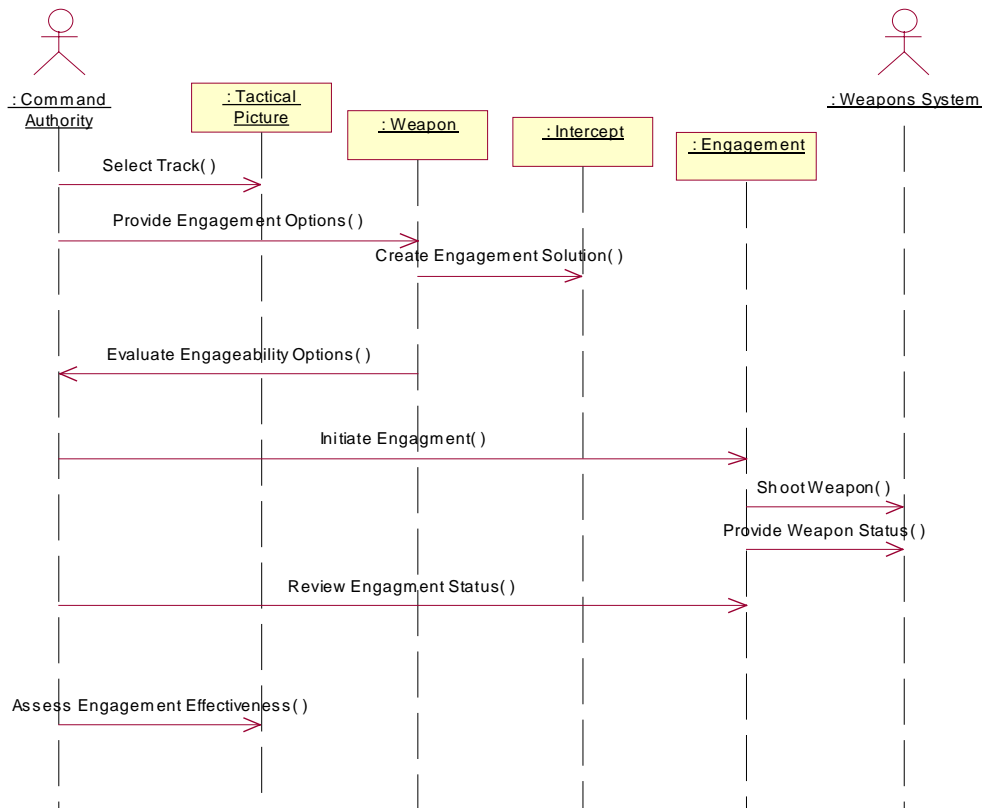 : Command
Authority
: Tactical
Picture
: Weapon
: Intercept
: Engagement
: Weapons System
Select Track( )
Provide Engagement Options( )
Create Engagement Solution( )
Evaluate Engageability Options( )
Initiate Engagment( )
Shoot Weapon( )
Provide Weapon Status( )
Review Engagment Status( )
Assess Engagement Effectiveness( )